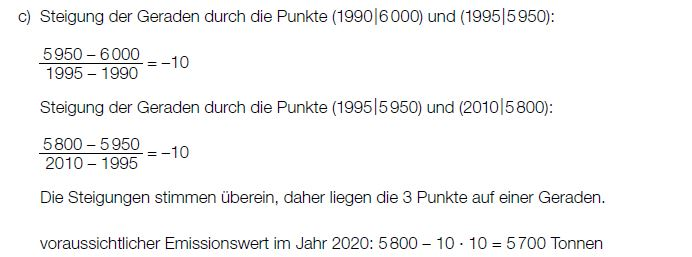 c) Steigung der Geraden durch die Punkte (1990|6 000) und (1995|5 950):
5 950 – 6 000
1995 – 1990 = –10
Steigung der Geraden durch die Punkte (1995|5 950) und (2010|5 800):
5 800 – 5 950
2010 – 1995 = –10
Die Steigungen stimmen überein, daher liegen die 3 Punkte auf einer Geraden.
voraussichtlicher Emissionswert im Jahr 2020: 5 800 – 10 · 10 = 5 700 Tonnen